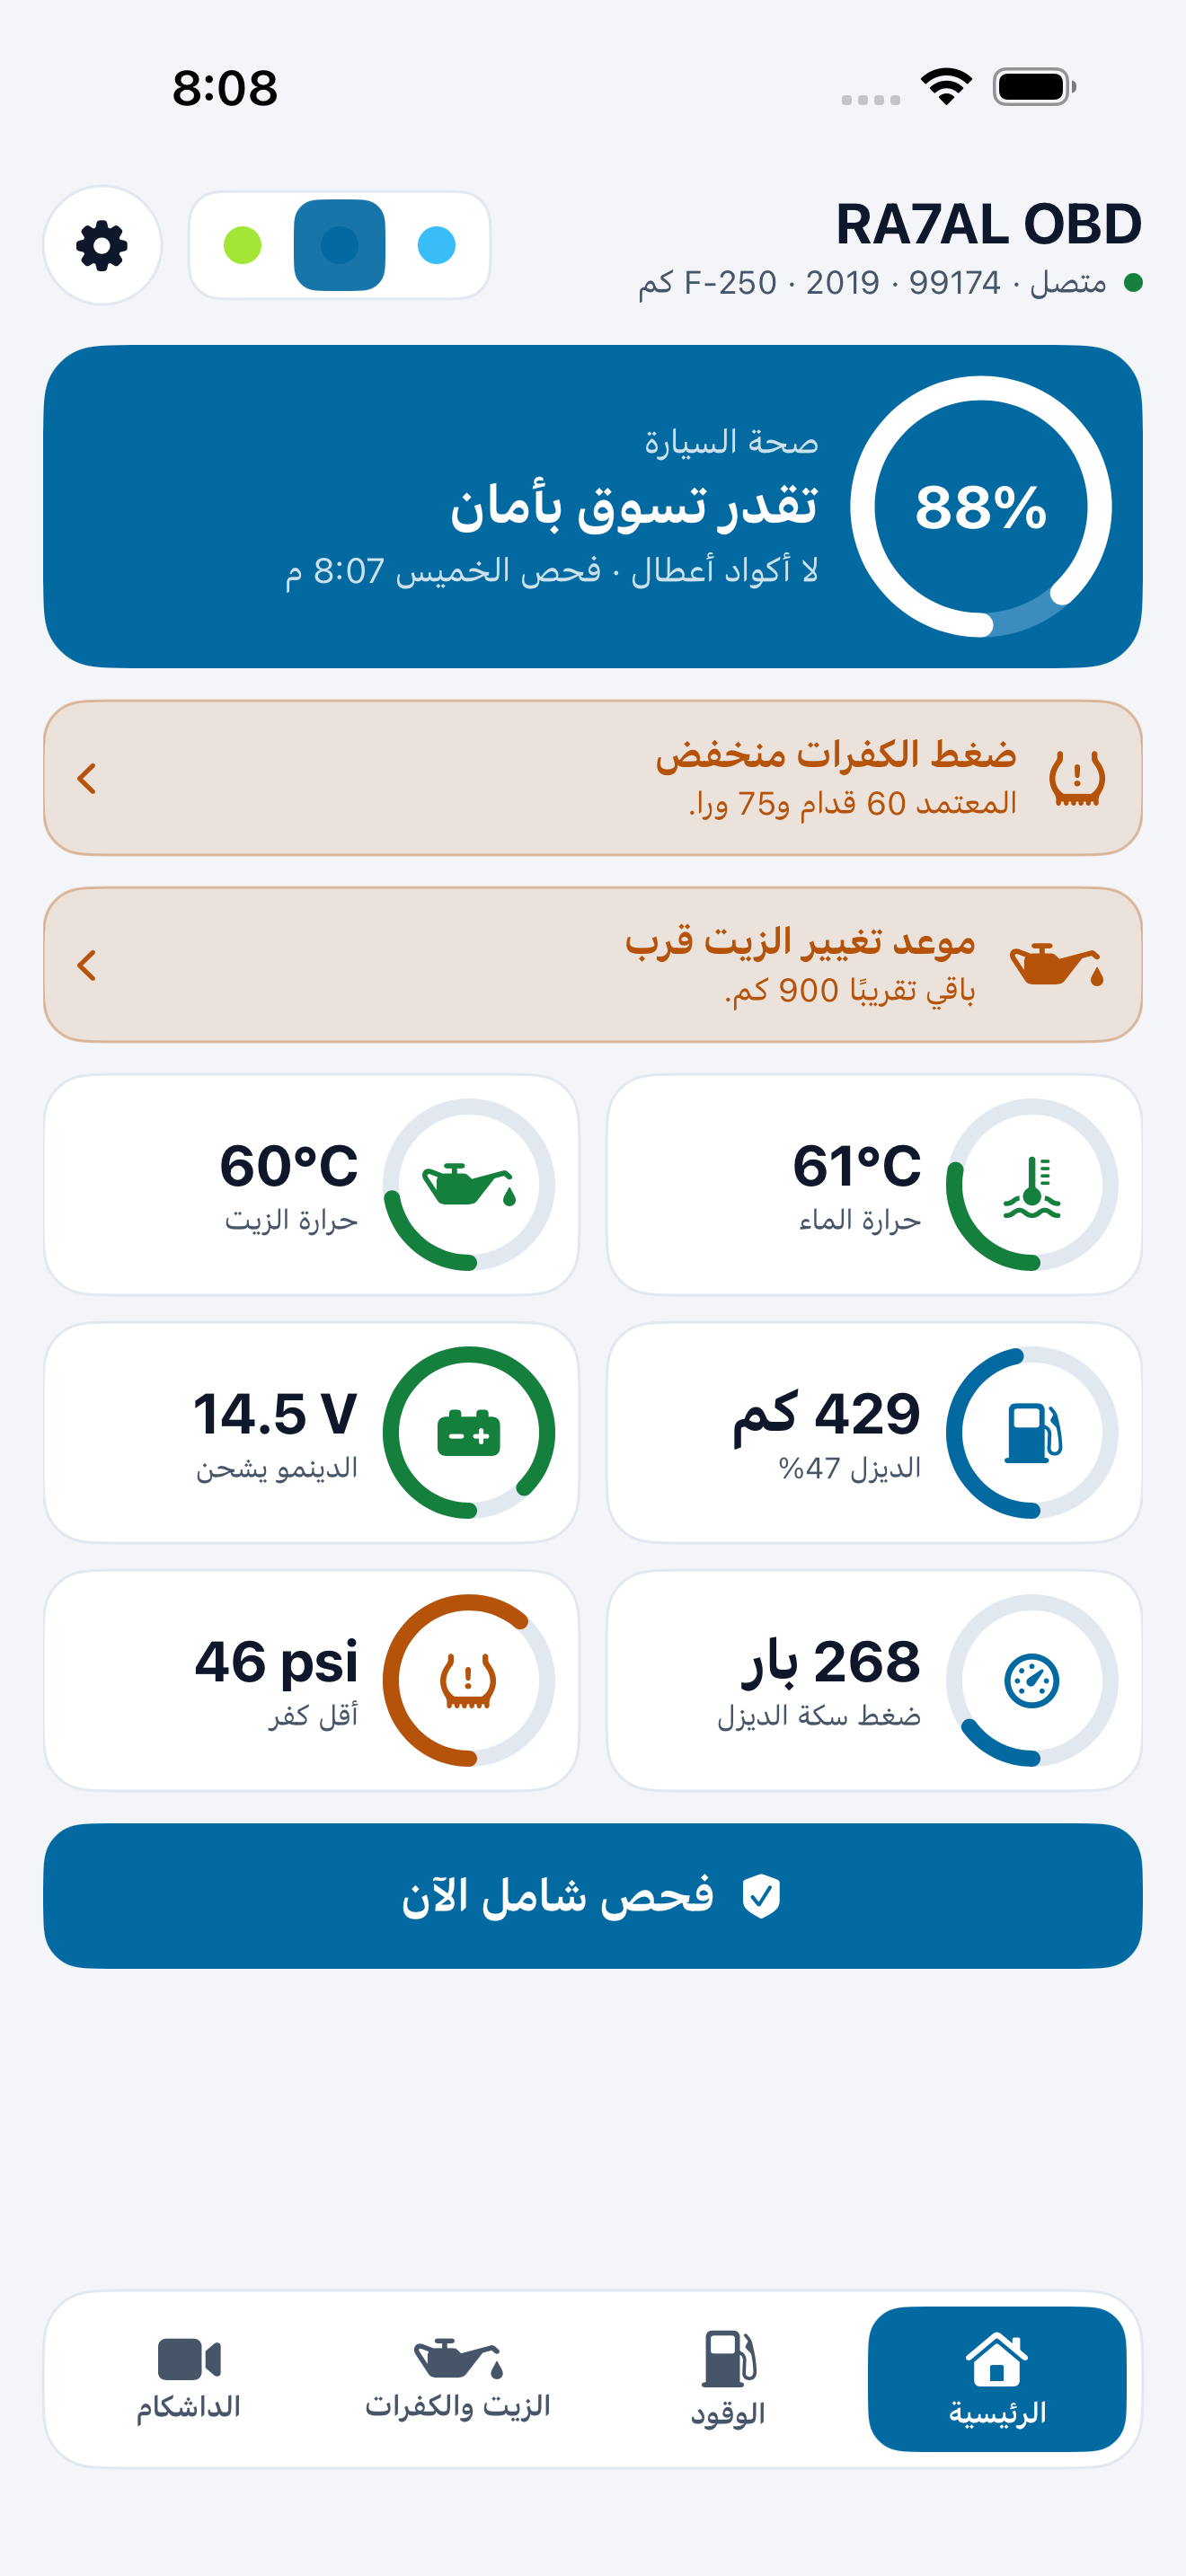 8:08
RA7AL OBD
متصل · F-250 · 2019 · 99174 كم
88%
صحة السيارة
تقدر تسوق بأمان
لا أكواد أعطال · فحص الخميس 8:07 م
ضغط الكفرات منخفض
المعتمد 60 قدام و75 ورا.
موعد تغيير الزيت قرب
باقي تقريبًا 900 كم.
61°C
حرارة الماء
60°C
حرارة الزيت
429 كم
الديزل 47%
14.5 V
الدينمو يشحن
268 بار
ضغط سكة الديزل
46 psi
أقل كفر
فحص شامل الآن
الرئيسية
الوقود
الزيت والكفرات
الداشكام